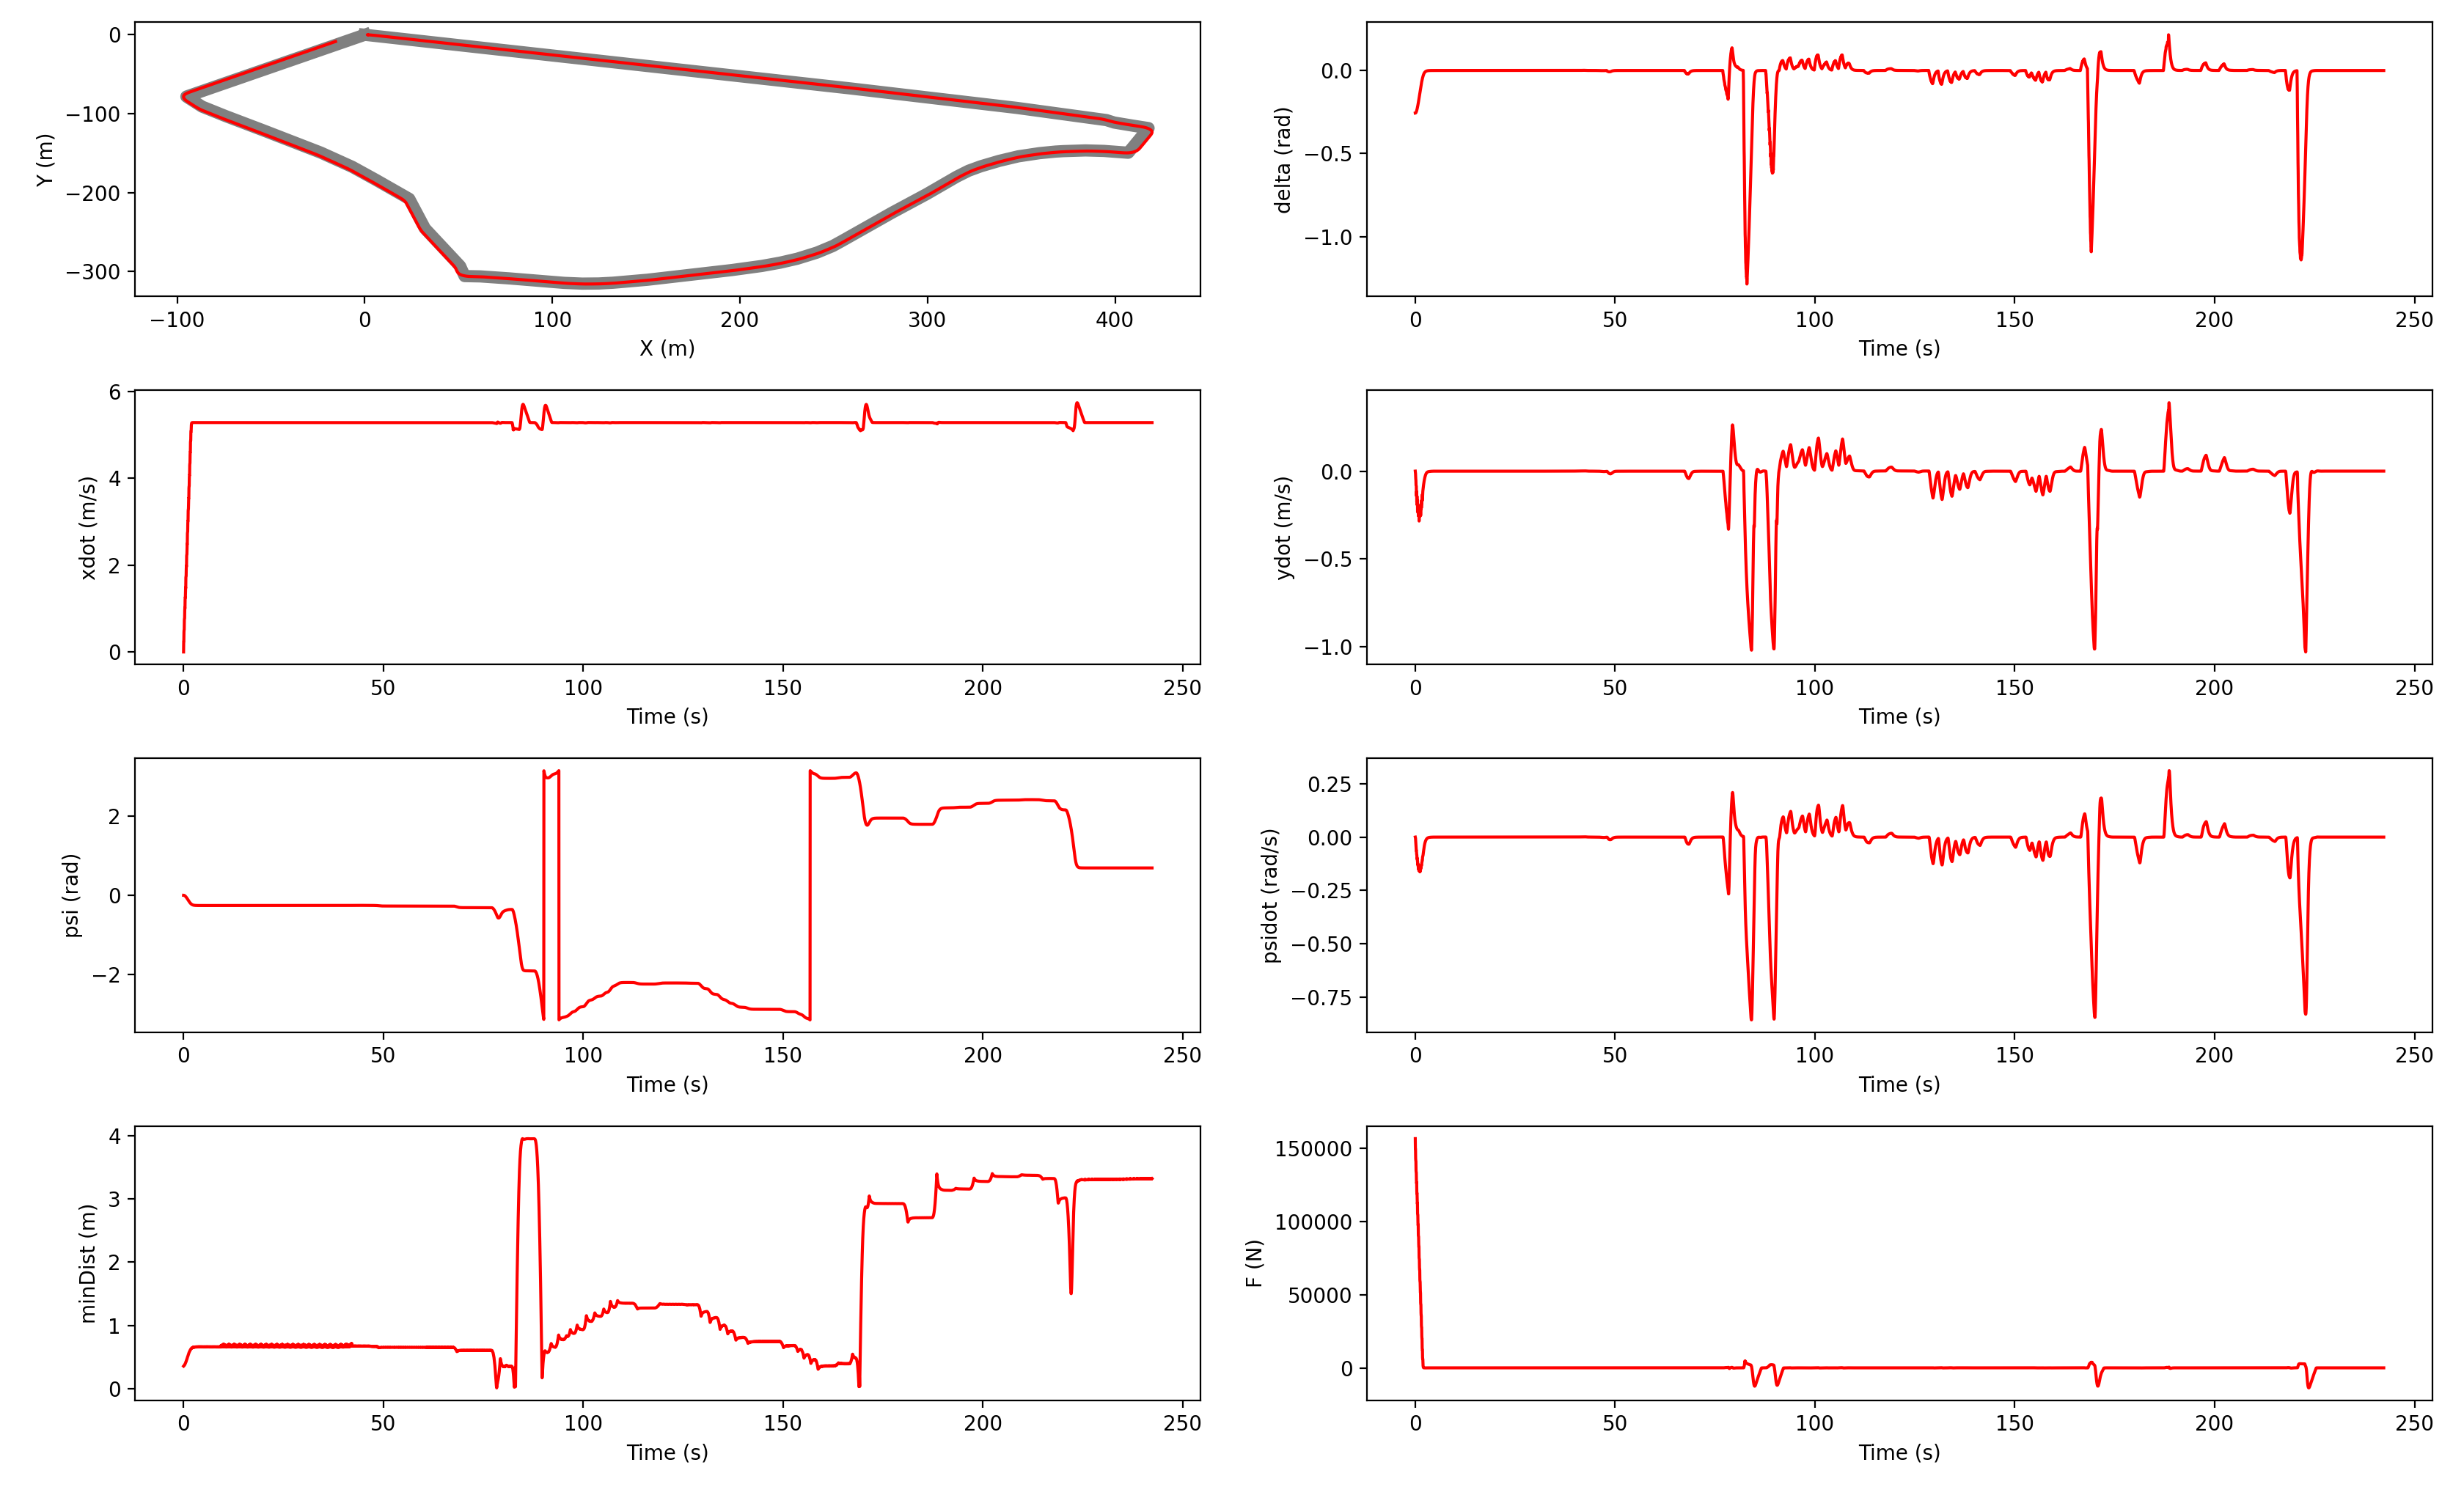 0
−100
−200
−300
Y (m)
−100 0 100 200 300 400
X (m)
0.0
−0.5
−1.0
delta (rad)
0 50 100 150 200 250
Time (s)
6
4
2
0
xdot (m/s)
0 50 100 150 200 250
Time (s)
0.0
−0.5
−1.0
ydot (m/s)
0 50 100 150 200 250
Time (s)
2
0
−2
psi (rad)
0 50 100 150 200 250
Time (s)
0.25
0.00
−0.25
−0.50
−0.75
psidot (rad/s)
0 50 100 150 200 250
Time (s)
4
3
2
1
0
minDist (m)
0 50 100 150 200 250
Time (s)
150000
100000
50000
0
F (N)
0 50 100 150 200 250
Time (s)